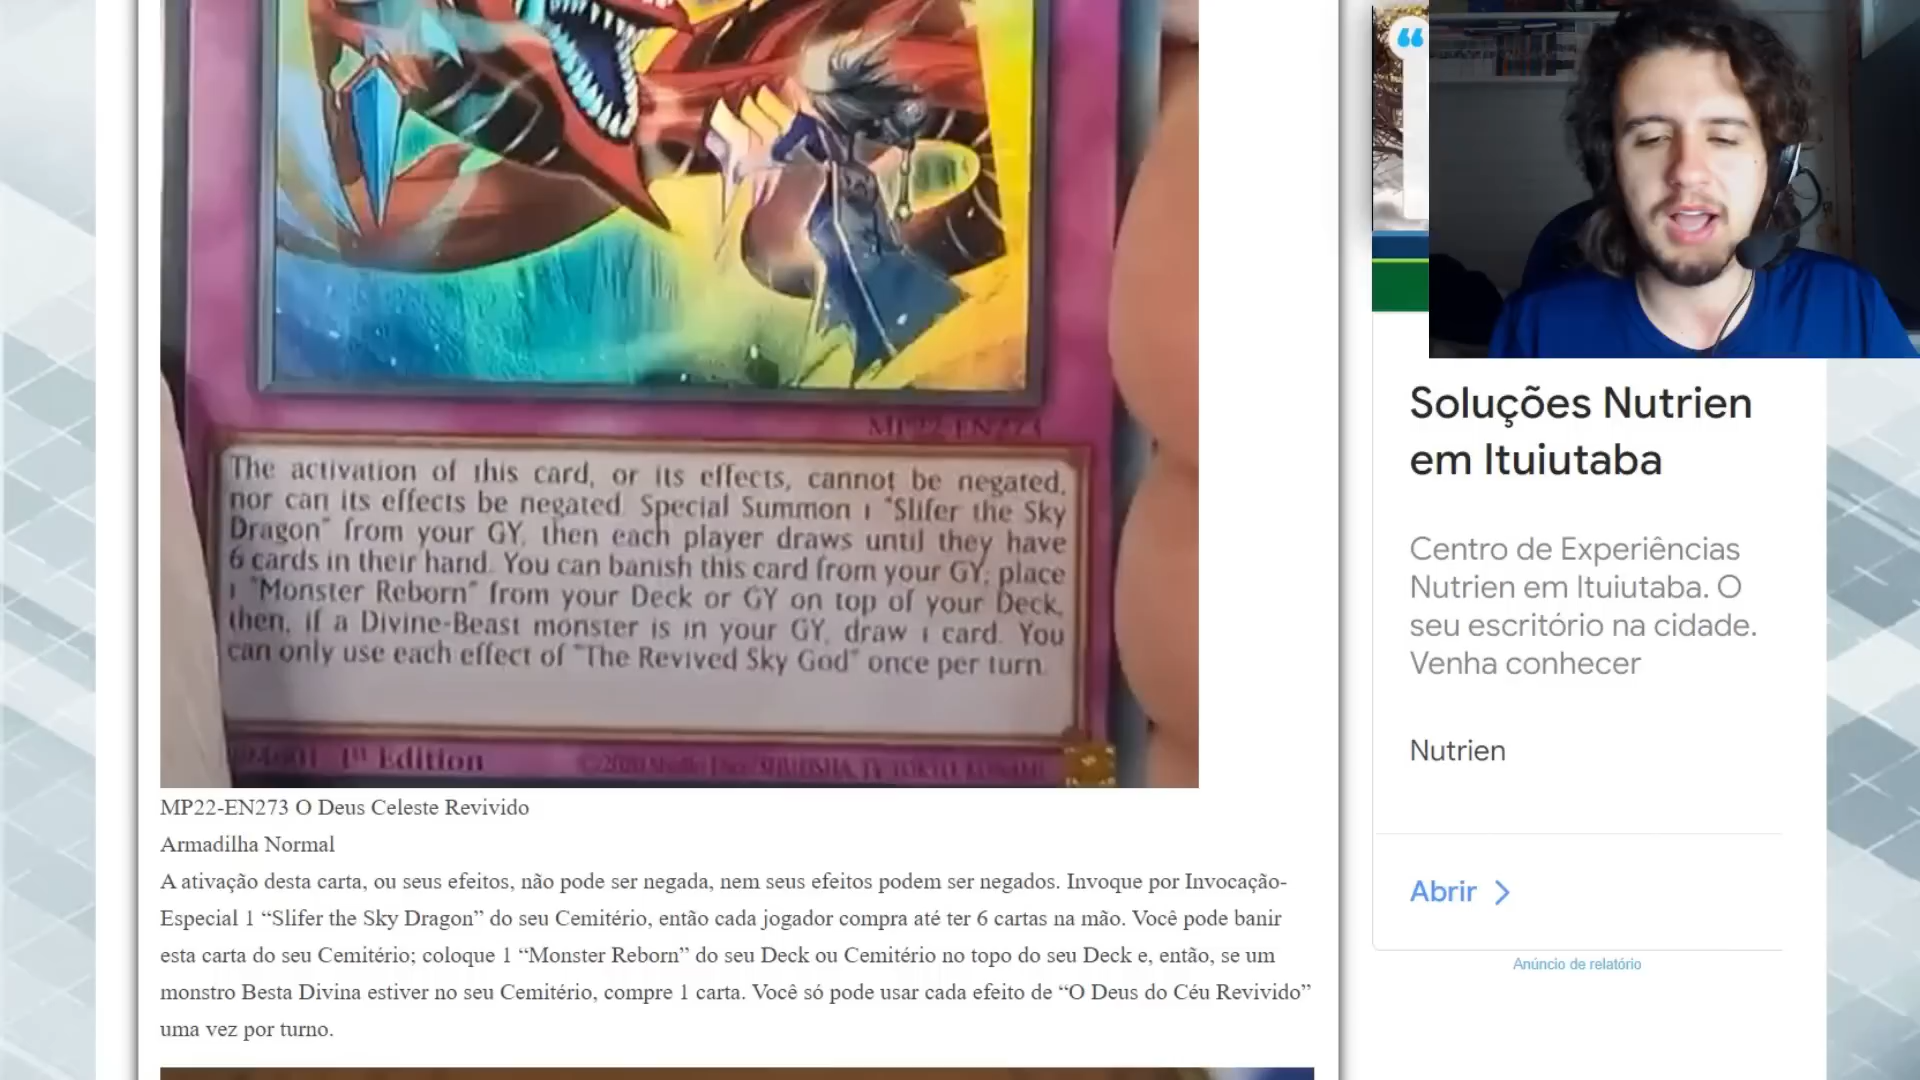 MP22-EN273
The activation of this card, or its effects, cannot be negated,
nor can its effects be negated. Special Summon 1 "Slifer the Sky
Dragon" from your GY, then each player draws until they have
6 cards in their hand. You can banish this card from your GY; place
1 "Monster Reborn" from your Deck or GY on top of your Deck,
then, if a Divine-Beast monster is in your GY, draw 1 card. You
can only use each effect of "The Revived Sky God" once per turn.
1st Edition
MP22-EN273 O Deus Celeste Revivido
Armadilha Normal
A ativação desta carta, ou seus efeitos, não pode ser negada, nem seus efeitos podem ser negados. Invoque por Invocação-
Especial 1 “Slifer the Sky Dragon” do seu Cemitério, então cada jogador compra até ter 6 cartas na mão. Você pode banir
esta carta do seu Cemitério; coloque 1 “Monster Reborn” do seu Deck ou Cemitério no topo do seu Deck e, então, se um
monstro Besta Divina estiver no seu Cemitério, compre 1 carta. Você só pode usar cada efeito de “O Deus do Céu Revivido”
uma vez por turno.
Soluções Nutrien
em Ituiutaba
Centro de Experiências
Nutrien em Ituiutaba. O
seu escritório na cidade.
Venha conhecer
Nutrien
Abrir
Anúncio de relatório